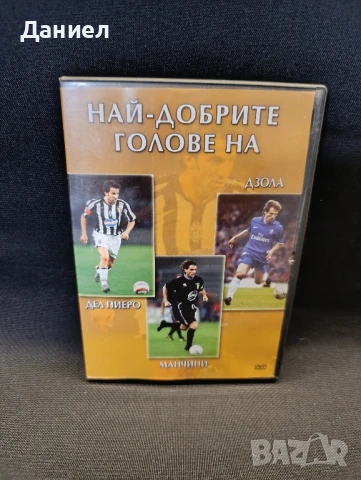 Даниел
НАЙ-ДОБРИТЕ
ГОЛОВЕ НА
ДЗОЛА
ДЕЛ ПИЕРО
МАНЧИНИ
DVD
BAZAR